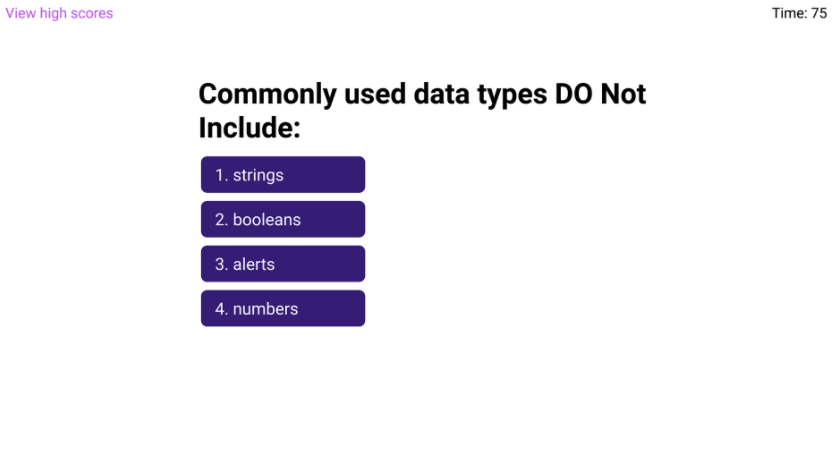 View high scores
Time: 75
Commonly used data types DO Not
Include:
1. strings
2. booleans
3. alerts
4. numbers